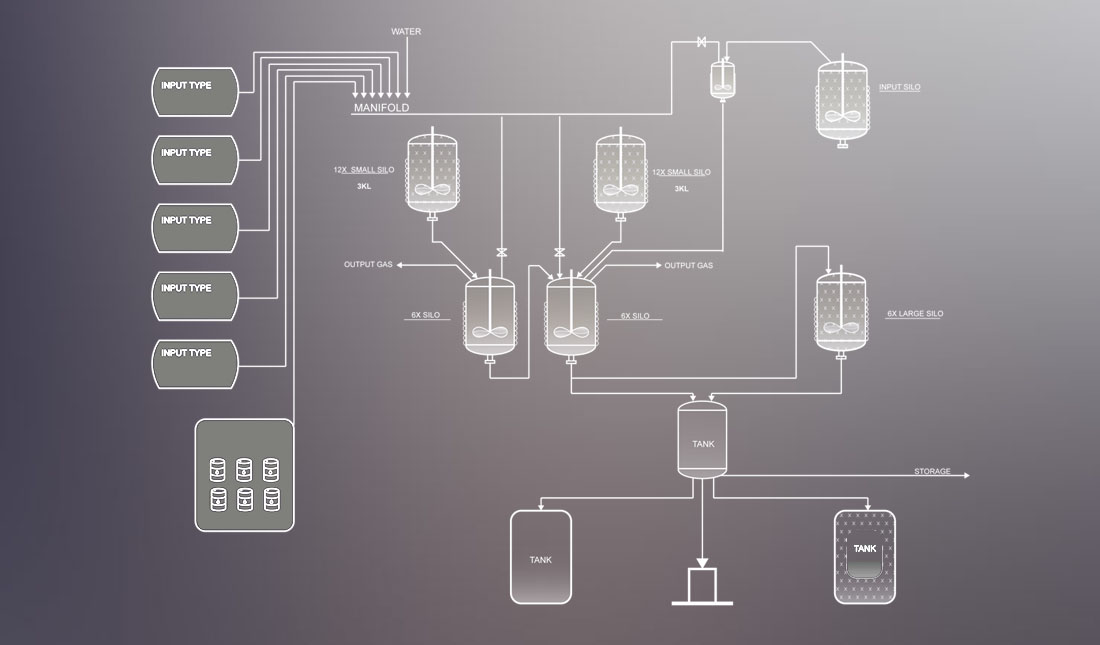 WATER
INPUT TYPE
MANIFOLD
INPUT SILO
INPUT TYPE
12X SMALL SILO
3KL
12X SMALL SILO
3KL
INPUT TYPE
OUTPUT GAS
OUTPUT GAS
INPUT TYPE
6X SILO
6X SILO
6X LARGE SILO
INPUT TYPE
TANK
STORAGE
TANK
TANK